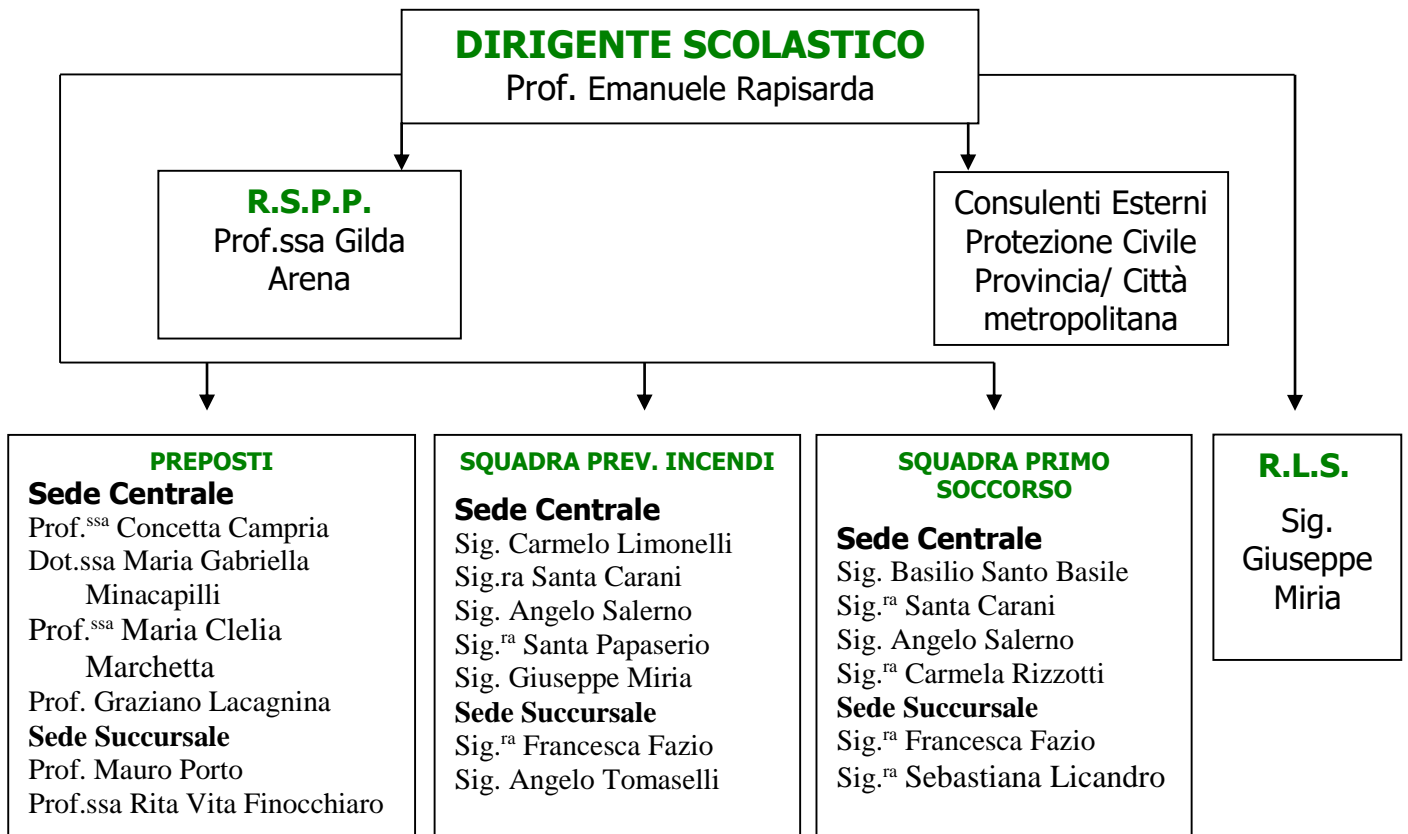 DIRIGENTE SCOLASTICO
Prof. Emanuele Rapisarda
R.S.P.P.
Prof.ssa Gilda
Arena
Consulenti Esterni
Protezione Civile
Provincia/ Città
metropolitana
PREPOSTI
Sede Centrale
Prof.ssa Concetta Campria
Dot.ssa Maria Gabriella
Minacapilli
Prof.ssa Maria Clelia
Marchetta
Prof. Graziano Lacagnina
Sede Succursale
Prof. Mauro Porto
Prof.ssa Rita Vita Finocchiaro
SQUADRA PREV. INCENDI
Sede Centrale
Sig. Carmelo Limonelli
Sig.ra Santa Carani
Sig. Angelo Salerno
Sig.ra Santa Papaserio
Sig. Giuseppe Miria
Sede Succursale
Sig.ra Francesca Fazio
Sig. Angelo Tomaselli
SQUADRA PRIMO
SOCCORSO
Sede Centrale
Sig. Basilio Santo Basile
Sig.ra Santa Carani
Sig. Angelo Salerno
Sig.ra Carmela Rizzotti
Sede Succursale
Sig.ra Francesca Fazio
Sig.ra Sebastiana Licandro
R.L.S.
Sig.
Giuseppe
Miria